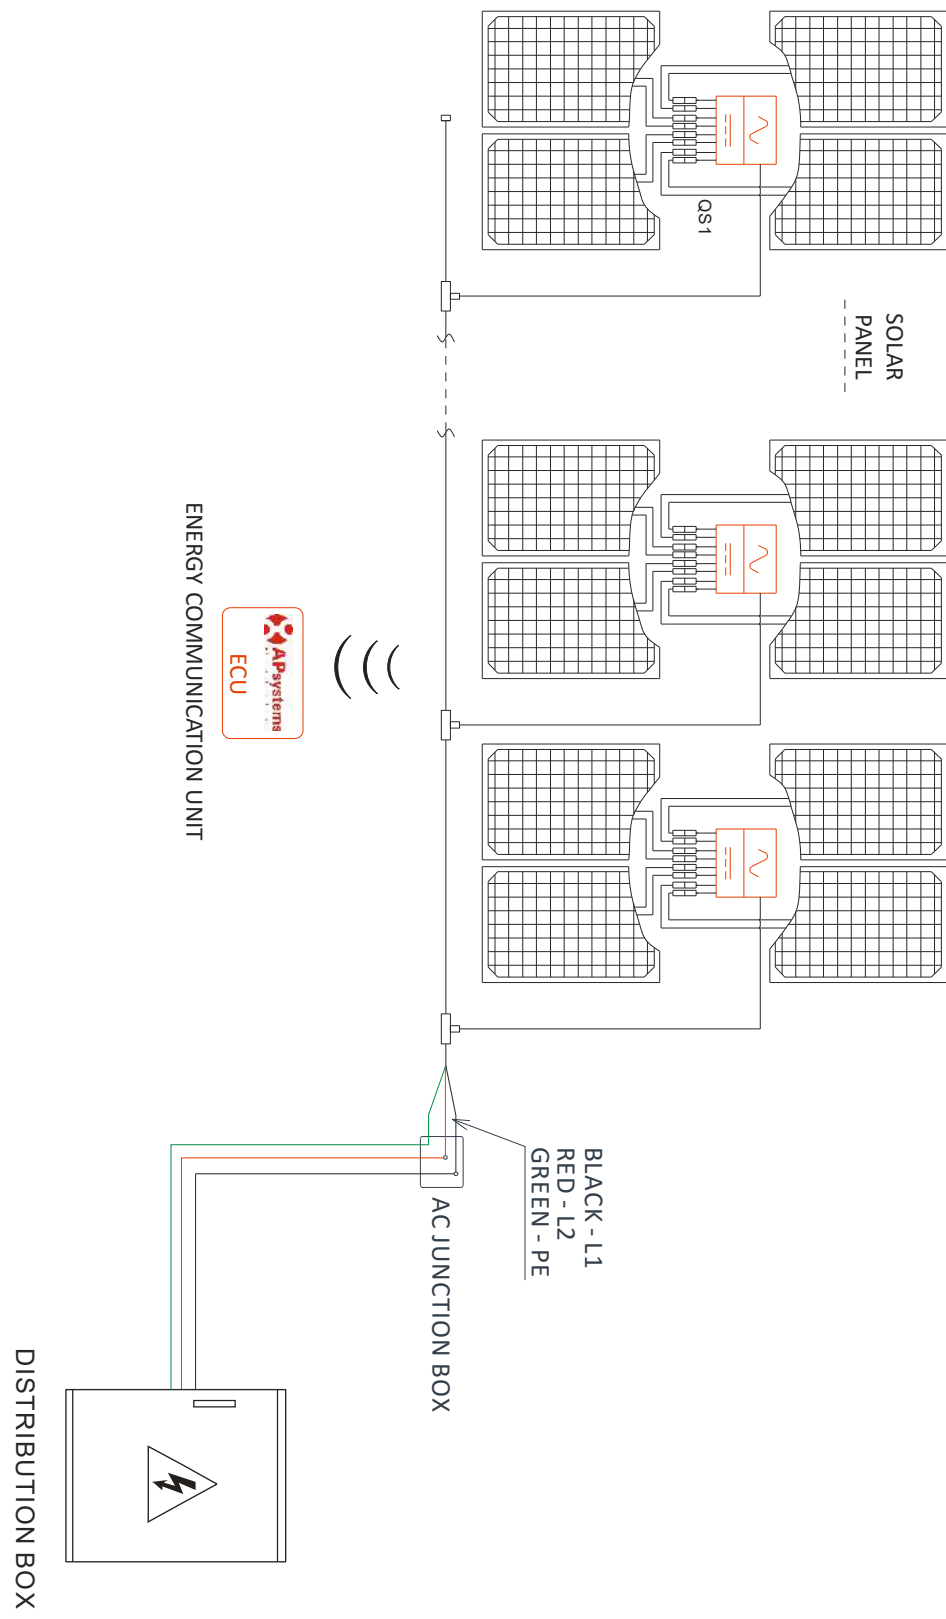 SOLAR
PANEL
QS1
BLACK - L1
RED - L2
GREEN - PE
AC JUNCTION BOX
APsystems
ECU
ENERGY COMMUNICATION UNIT
DISTRIBUTION BOX